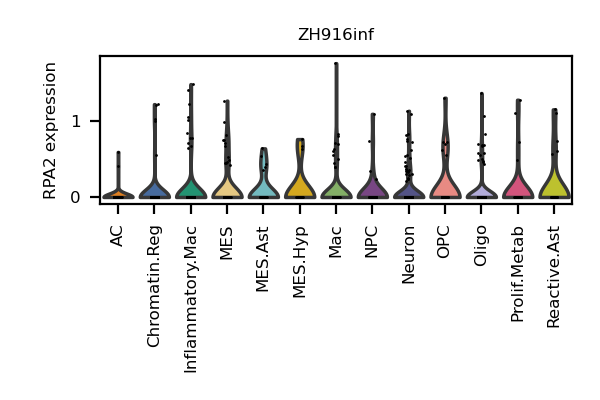 ZH916inf
RPA2 expression
1
0
AC
Chromatin.Reg
Inflammatory.Mac
MES
MES.Ast
MES.Hyp
Mac
NPC
Neuron
OPC
Oligo
Prolif.Metab
Reactive.Ast